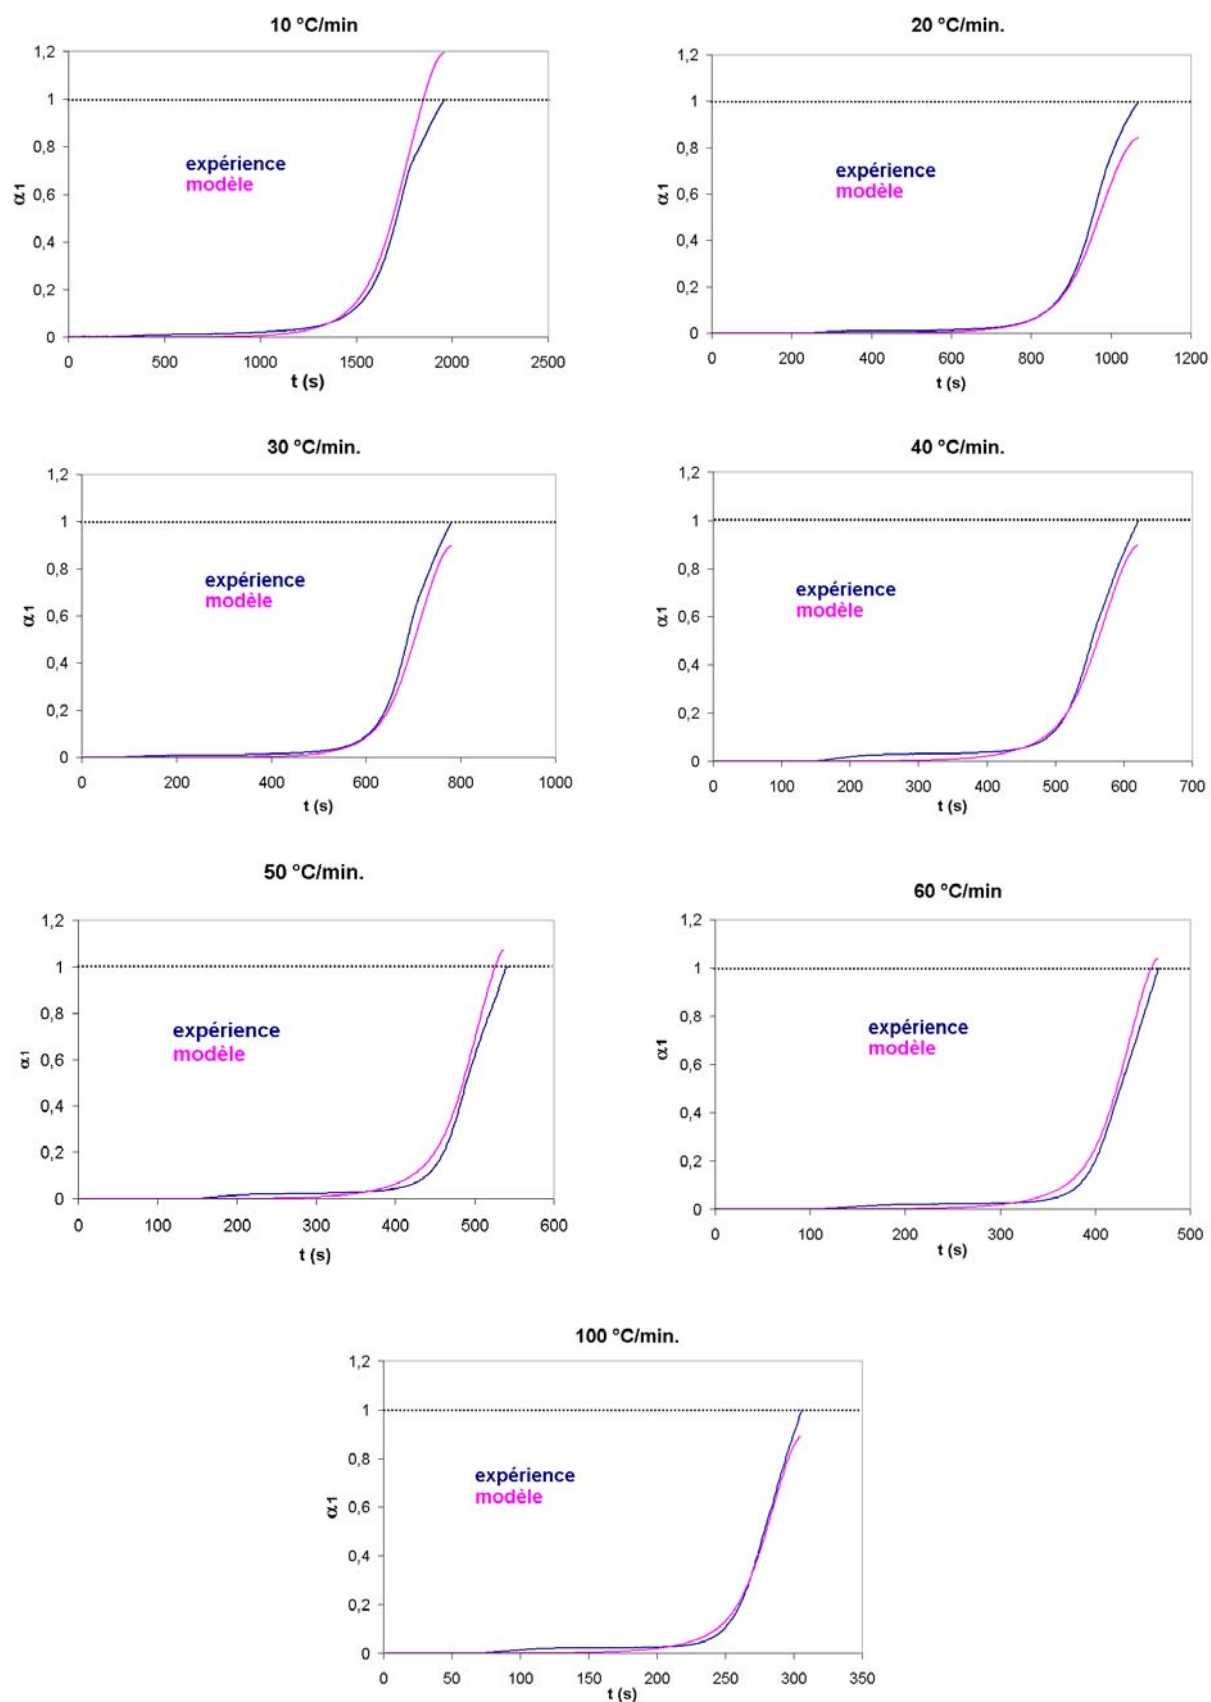 10 °C/min
1,2
1
0,8
0,6
0,4
0,2
0
α1
expérience
modèle
0 500 1000 1500 2000 2500
t (s)
20 °C/min.
1,2
1
0,8
0,6
0,4
0,2
0
α1
expérience
modèle
0 200 400 600 800 1000 1200
t (s)
30 °C/min.
1,2
1
0,8
0,6
0,4
0,2
0
α1
expérience
modèle
0 200 400 600 800 1000
t (s)
40 °C/min.
1,2
1
0,8
0,6
0,4
0,2
0
α1
expérience
modèle
0 100 200 300 400 500 600 700
t (s)
50 °C/min.
1,2
1
0,8
0,6
0,4
0,2
0
α1
expérience
modèle
0 100 200 300 400 500 600
t (s)
60 °C/min
1,2
1
0,8
0,6
0,4
0,2
0
α1
expérience
modèle
0 100 200 300 400 500
t (s)
100 °C/min.
1,2
1
0,8
0,6
0,4
0,2
0
α1
expérience
modèle
0 50 100 150 200 250 300 350
t (s)